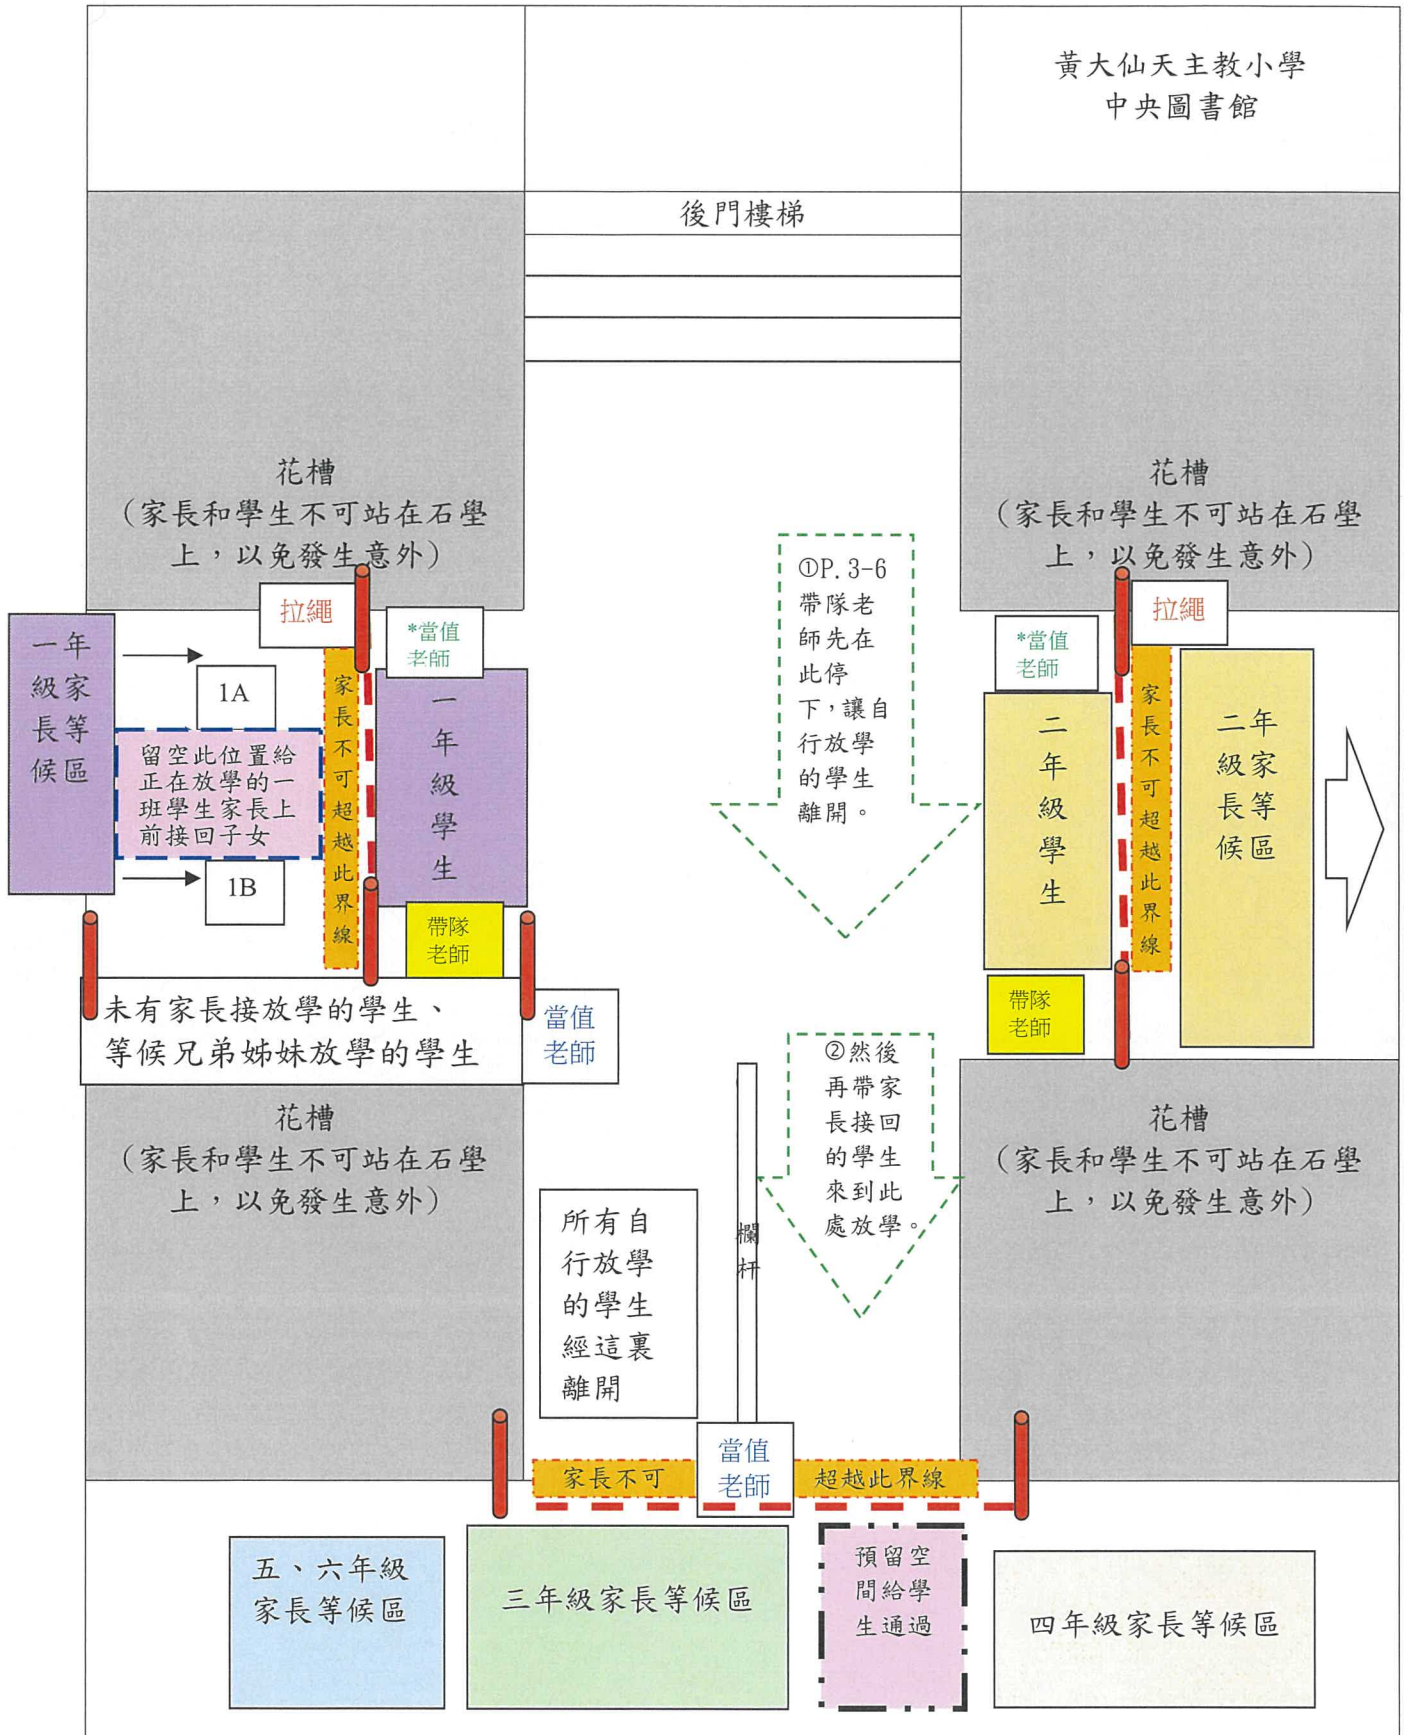 黃大仙天主教小學
中央圖書館
後門樓梯
花槽
(家長和學生不可站在石壆
上，以免發生意外)
花槽
(家長和學生不可站在石壆
上，以免發生意外)
①P.3-6
帶隊老
師先在
此停
下，讓自
行放學
的學生
離開。
拉繩
*當值
老師
一年
級家
長等
候區
1A
留空此位置給
正在放學的一
班學生家長上
前接回子女
1B
家長不可超越此界線
一年級學生
帶隊
老師
*當值
老師
拉繩
二年級學生
家長不可超越此界線
二年
級家
長等
候區
帶隊
老師
未有家長接放學的學生、
等候兄弟姊妹放學的學生
當值
老師
②然後
再帶家
長接回
的學生
來到此
處放學。
花槽
(家長和學生不可站在石壆
上，以免發生意外)
花槽
(家長和學生不可站在石壆
上，以免發生意外)
所有自
行放學
的學生
經這裏
離開
欄
杆
家長不可
當值
老師
超越此界線
五、六年級
家長等候區
三年級家長等候區
預留空
間給學
生通過
四年級家長等候區